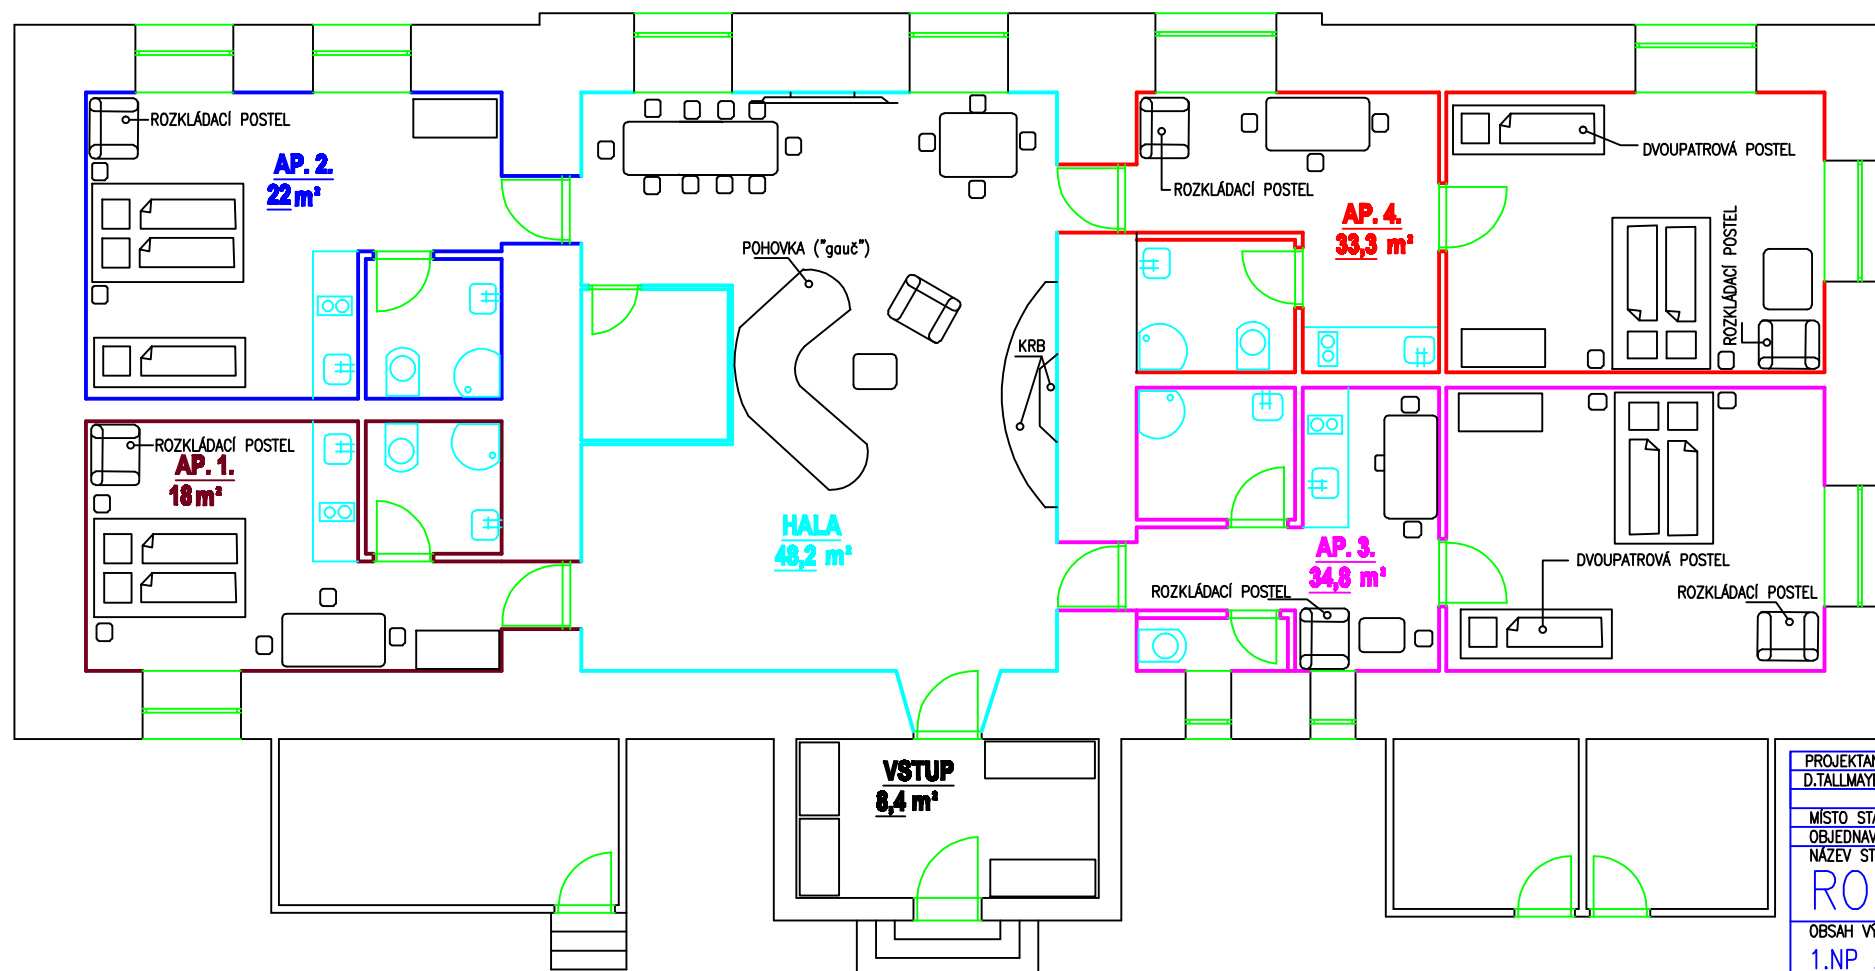 ROZKLÁDACÍ POSTEL
AP. 2.
22 m²
ROZKLÁDACÍ POSTEL
AP. 1.
18 m²
POHOVKA ("gauč")
KRB
HALA
48,2 m²
ROZKLÁDACÍ POSTEL
AP. 4.
33,3 m²
DVOUPATROVÁ POSTEL
ROZKLÁDACÍ POSTEL
AP. 3.
34,8 m²
ROZKLÁDACÍ POSTEL
DVOUPATROVÁ POSTEL
ROZKLÁDACÍ POSTEL
VSTUP
8,4 m²
PROJEKTAN
D.TALLMAY
MÍSTO STA
OBJEDNAV
NÁZEV ST
RO
OBSAH VÝ
1.NP